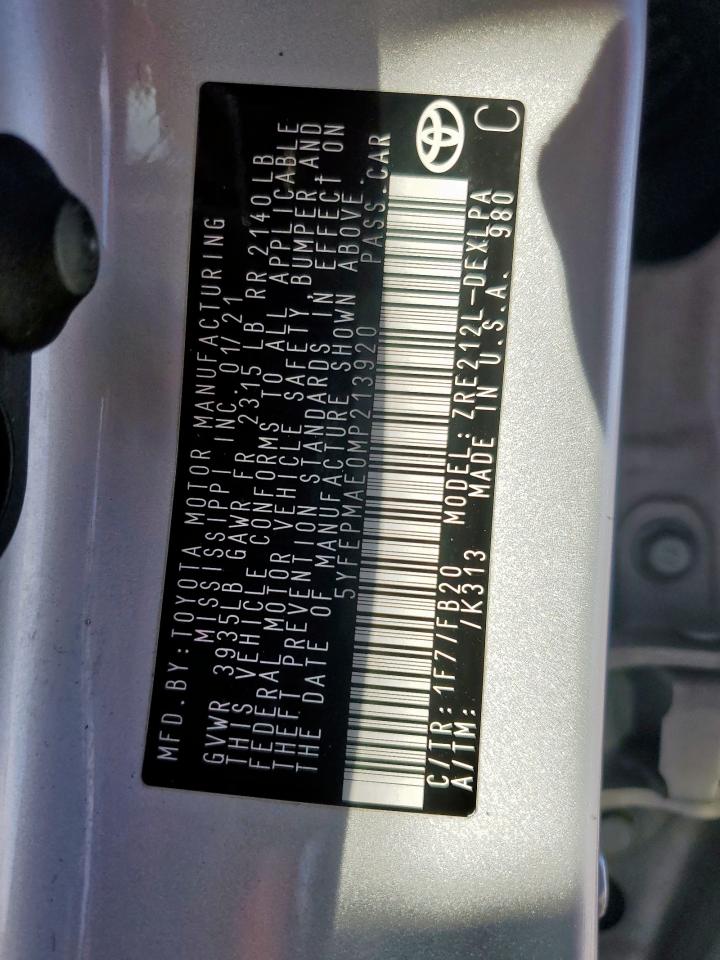 MFD.BY:TOYOTA MOTOR MANUFACTURING
MISSISSIPPI INC. 01/21
GVWR 3935LB GAWR FR 2315 LB RR 2140LB
THIS VEHICLE CONFORMS TO ALL APPLICABLE
FEDERAL MOTOR VEHICLE SAFETY,BUMPER AND
THEFT PREVENTION STANDARDS IN EFFECT ON
THE DATE OF MANUFACTURE SHOWN ABOVE.
5YFEPMAE0MP213920 PASS.CAR
C/TR:1F7/FB20 MODEL:ZRE212L-DEXLPA
A/TM: /K313 MADE IN U.S.A. 980
C